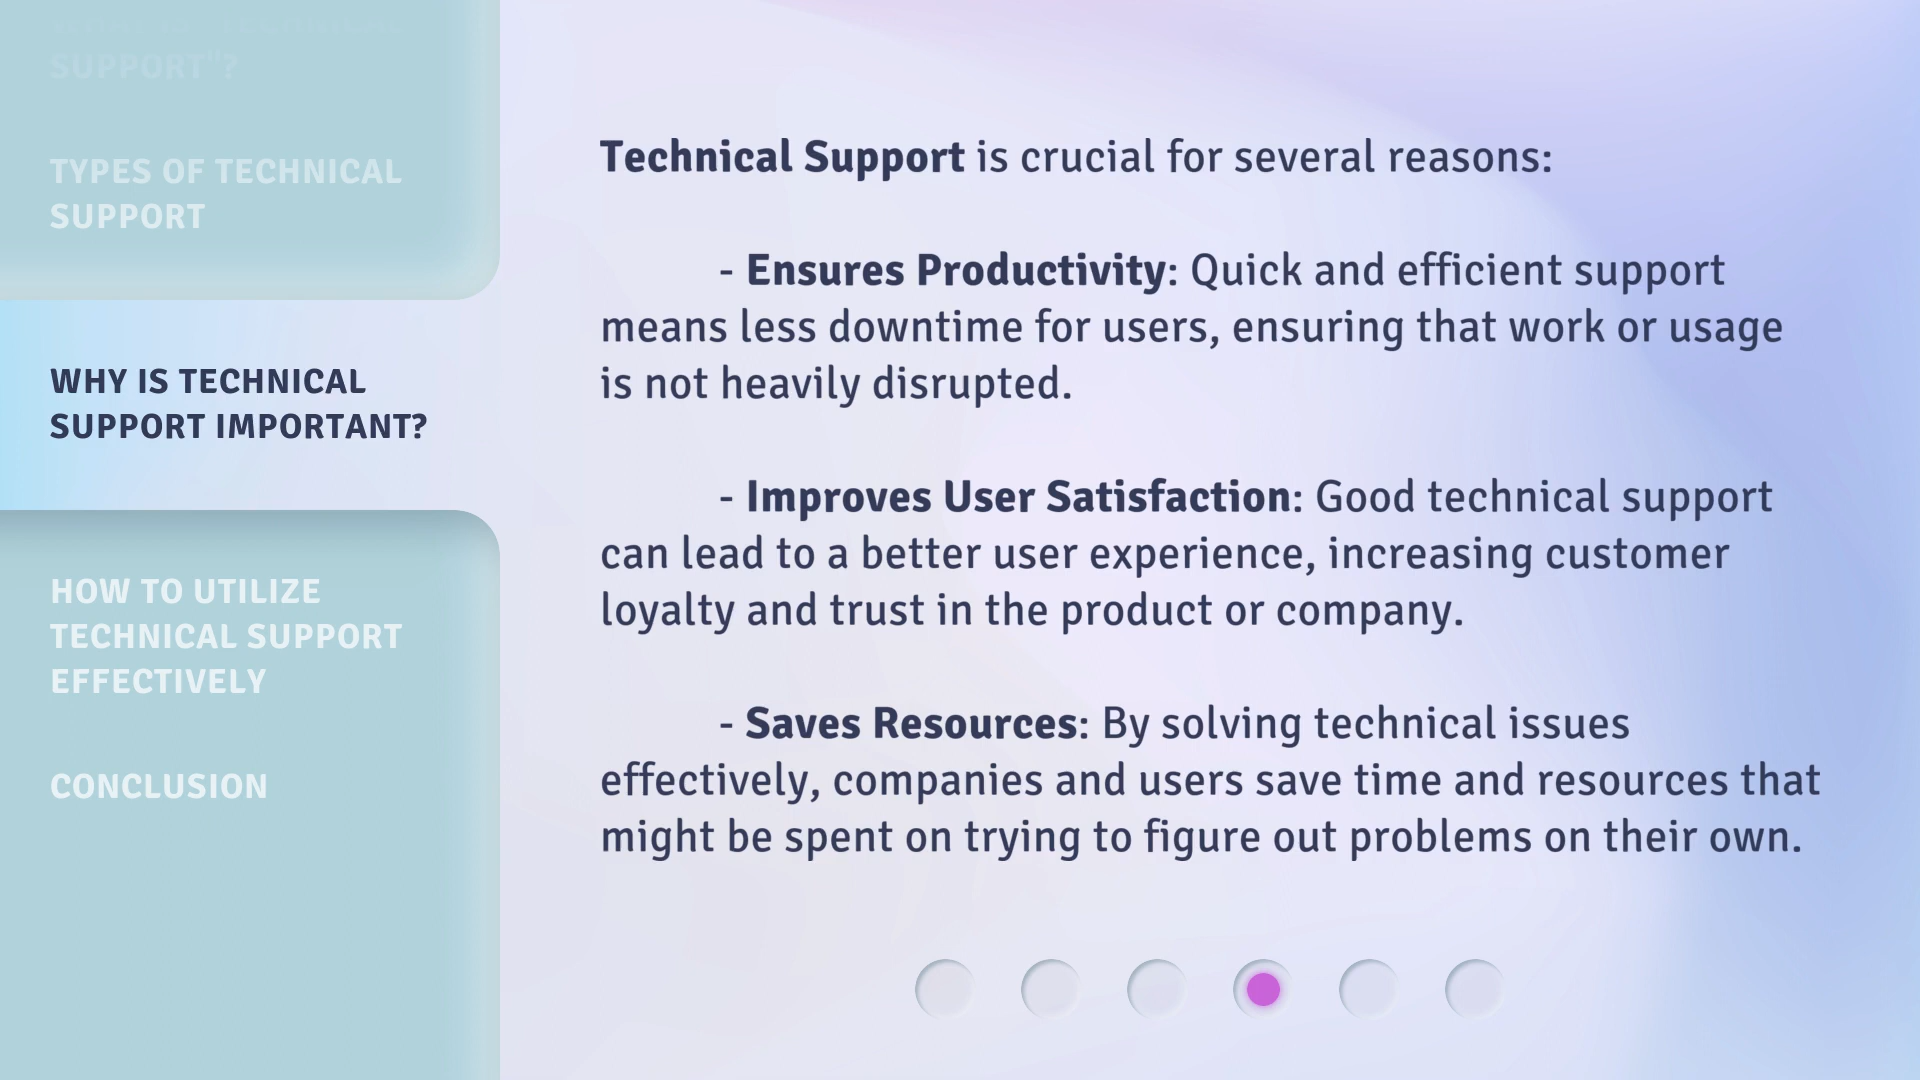 SUPPORT"?
TYPES OF TECHNICAL
SUPPORT
WHY IS TECHNICAL
SUPPORT IMPORTANT?
HOW TO UTILIZE
TECHNICAL SUPPORT
EFFECTIVELY
CONCLUSION
Technical Support is crucial for several reasons:
- Ensures Productivity: Quick and efficient support
means less downtime for users, ensuring that work or usage
is not heavily disrupted.
- Improves User Satisfaction: Good technical support
can lead to a better user experience, increasing customer
loyalty and trust in the product or company.
- Saves Resources: By solving technical issues
effectively, companies and users save time and resources that
might be spent on trying to figure out problems on their own.